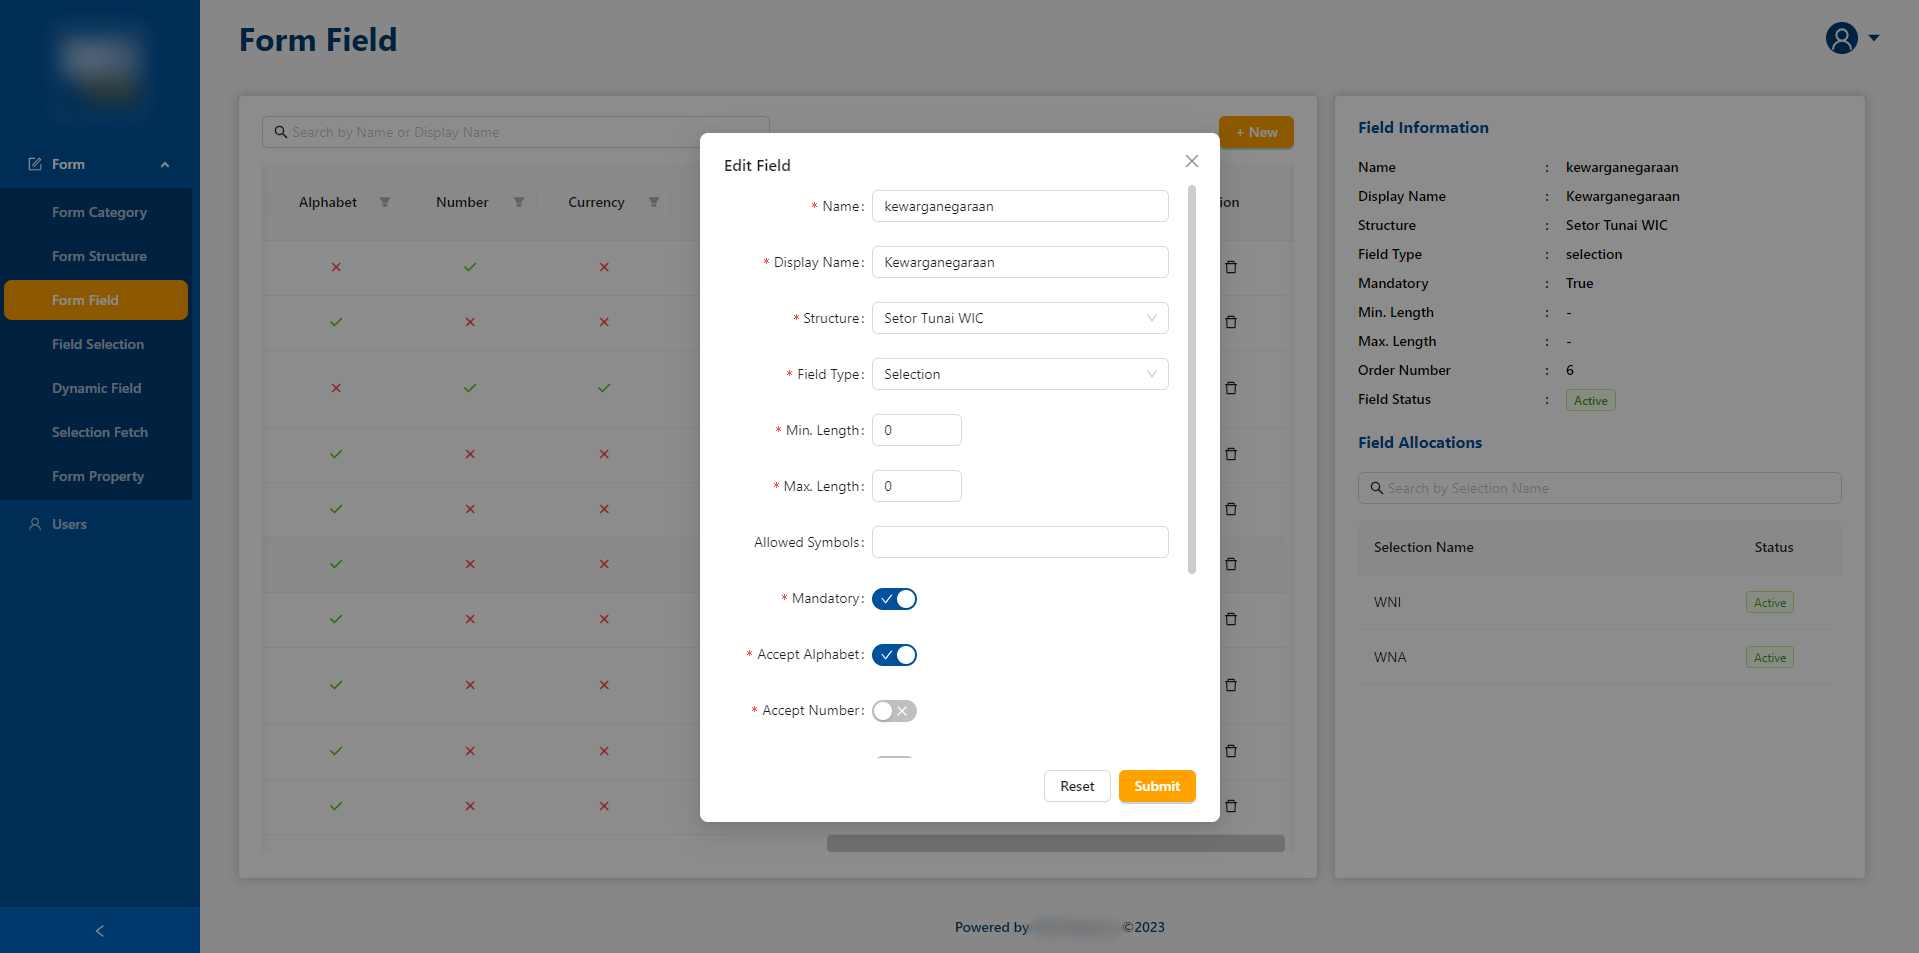 Form Field
Form
Form Category
Form Structure
Form Field
Field Selection
Dynamic Field
Selection Fetch
Form Property
Users
Search by Name or Display Name
+ New
Alphabet
Number
Currency
ion
Edit Field
* Name: kewarganegaraan
* Display Name: Kewarganegaraan
* Structure: Setor Tunai WIC
* Field Type: Selection
* Min. Length: 0
* Max. Length: 0
Allowed Symbols:
* Mandatory:
* Accept Alphabet:
* Accept Number:
Reset
Submit
Field Information
Name : kewarganegaraan
Display Name : Kewarganegaraan
Structure : Setor Tunai WIC
Field Type : selection
Mandatory : True
Min. Length : -
Max. Length : -
Order Number : 6
Field Status : Active
Field Allocations
Search by Selection Name
Selection Name Status
WNI Active
WNA Active
Powered by ©2023